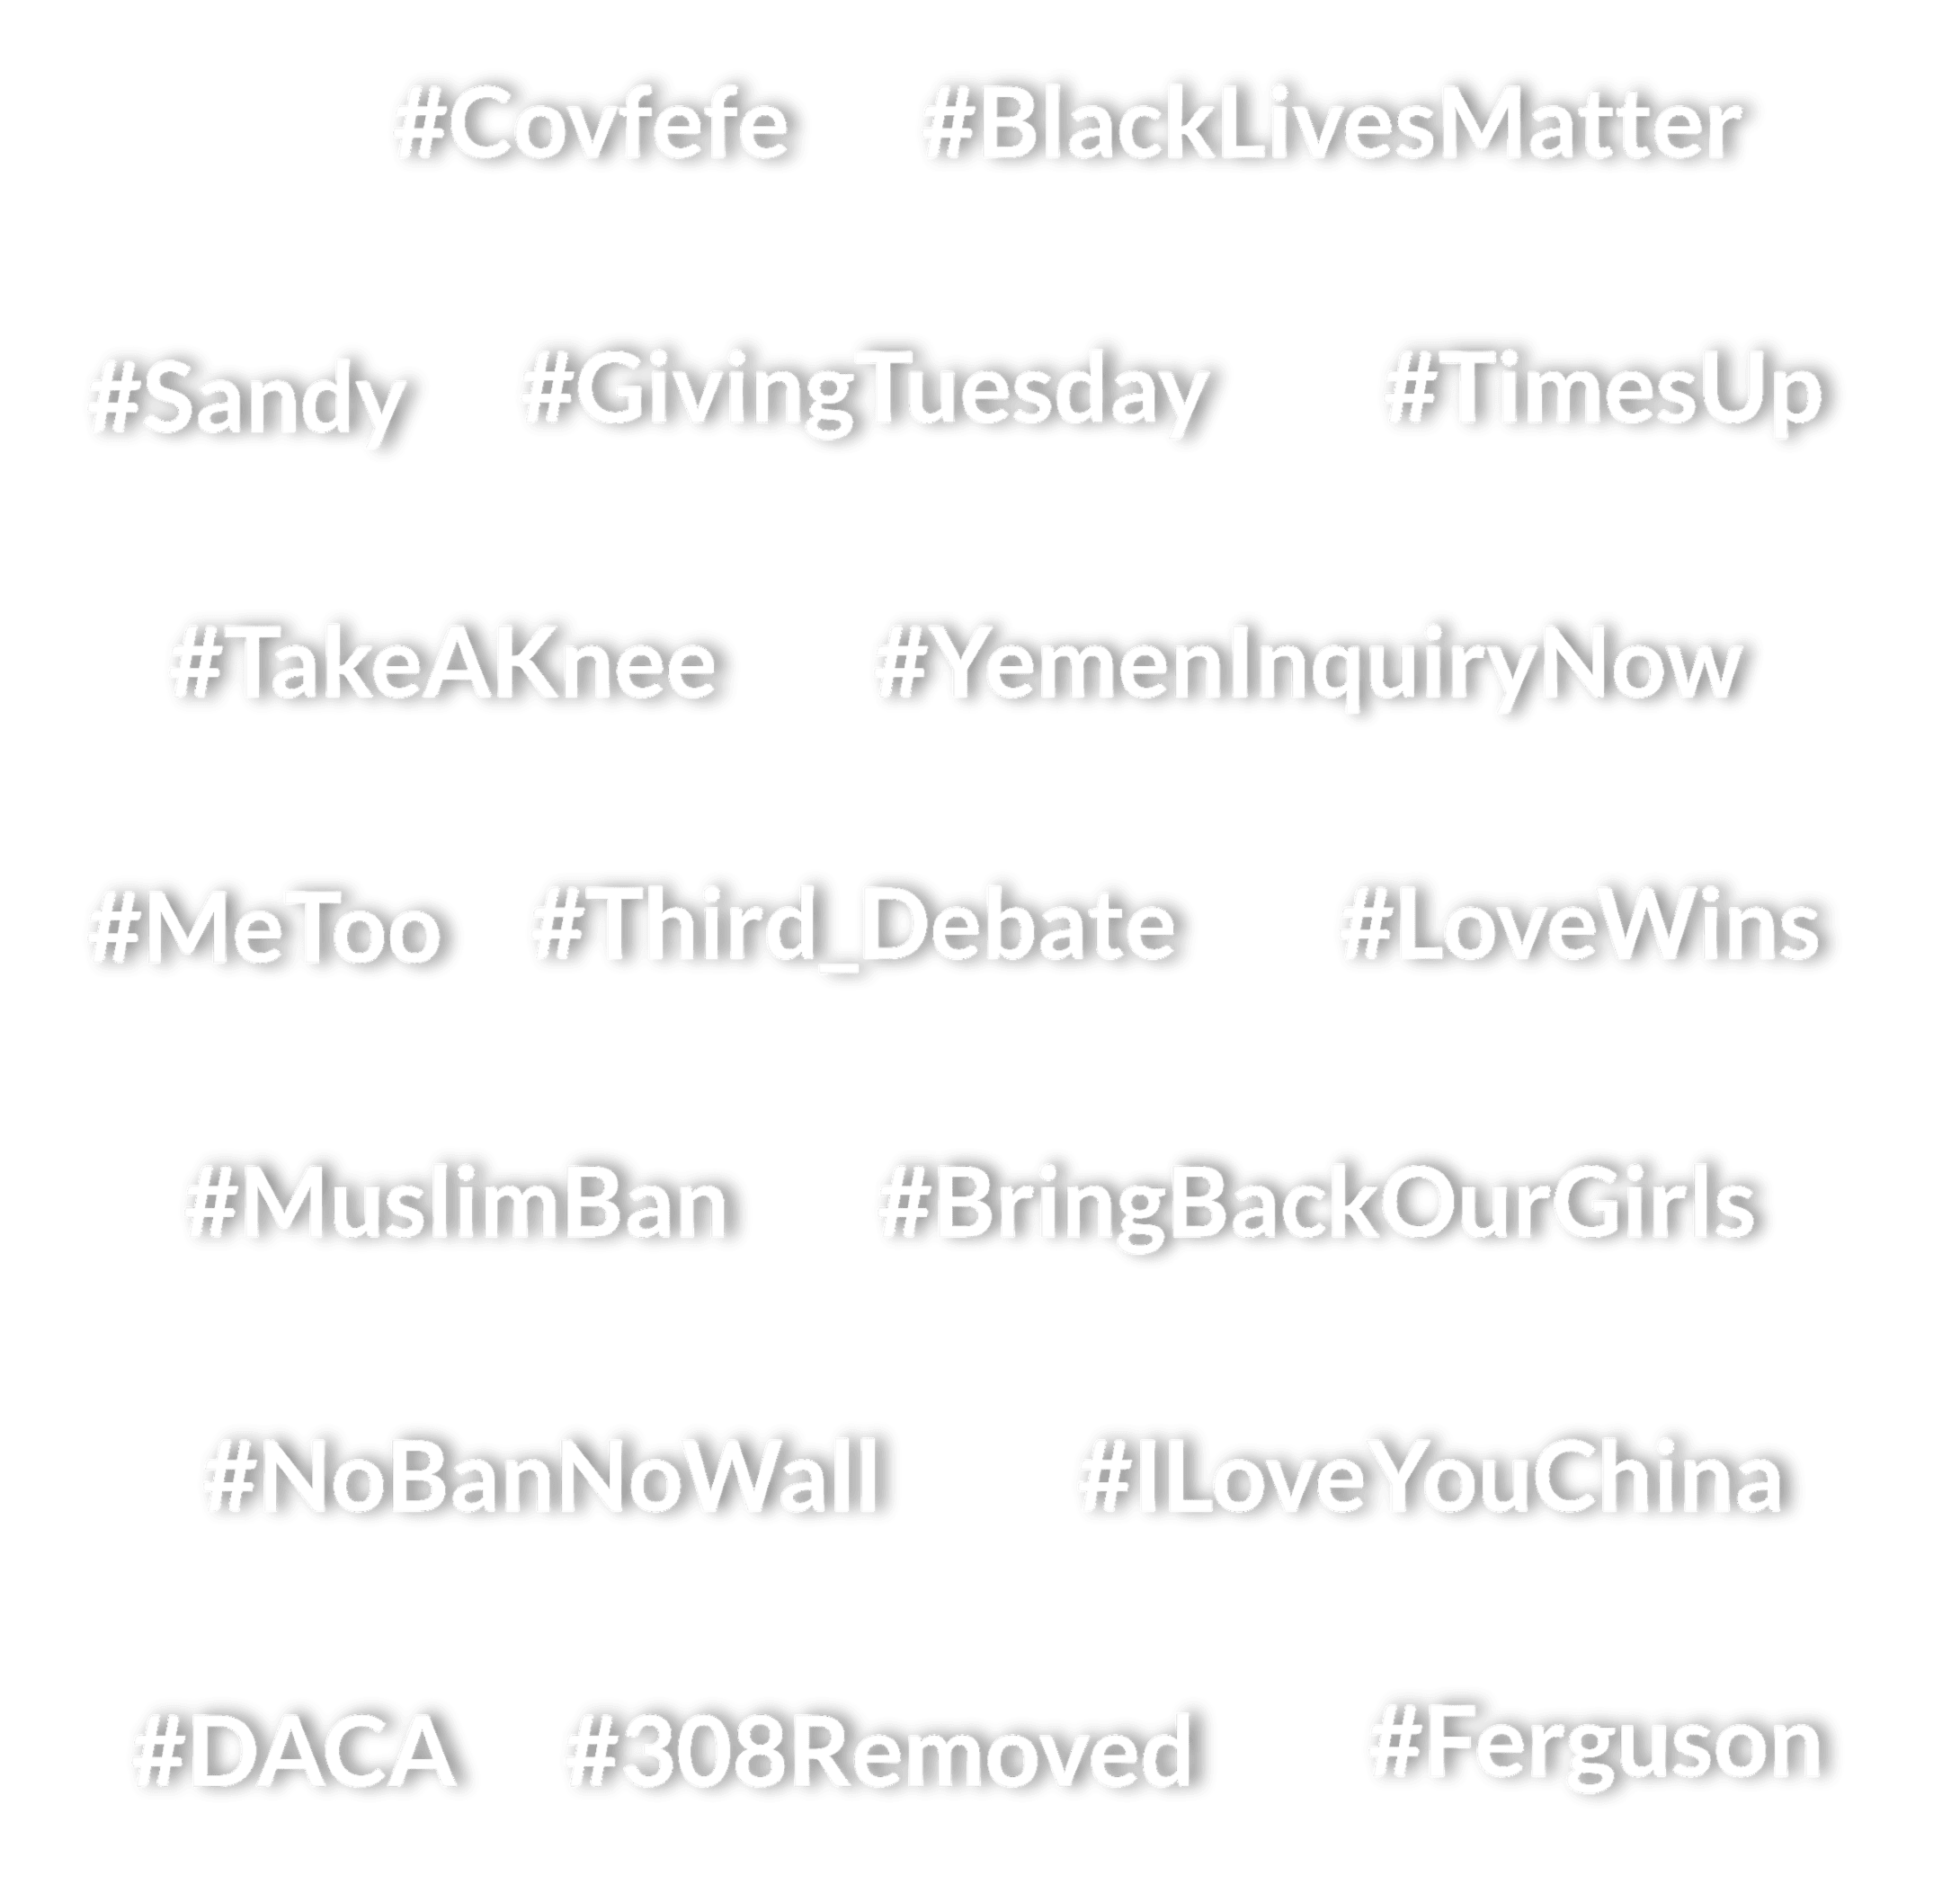 #Covfefe #BlackLivesMatter
#Sandy #GivingTuesday #TimesUp
#TakeAKnee #YemenInquiryNow
#MeToo #Third_Debate #LoveWins
#MuslimBan #BringBackOurGirls
#NoBanNoWall #ILoveYouChina
#DACA #308Removed #Ferguson